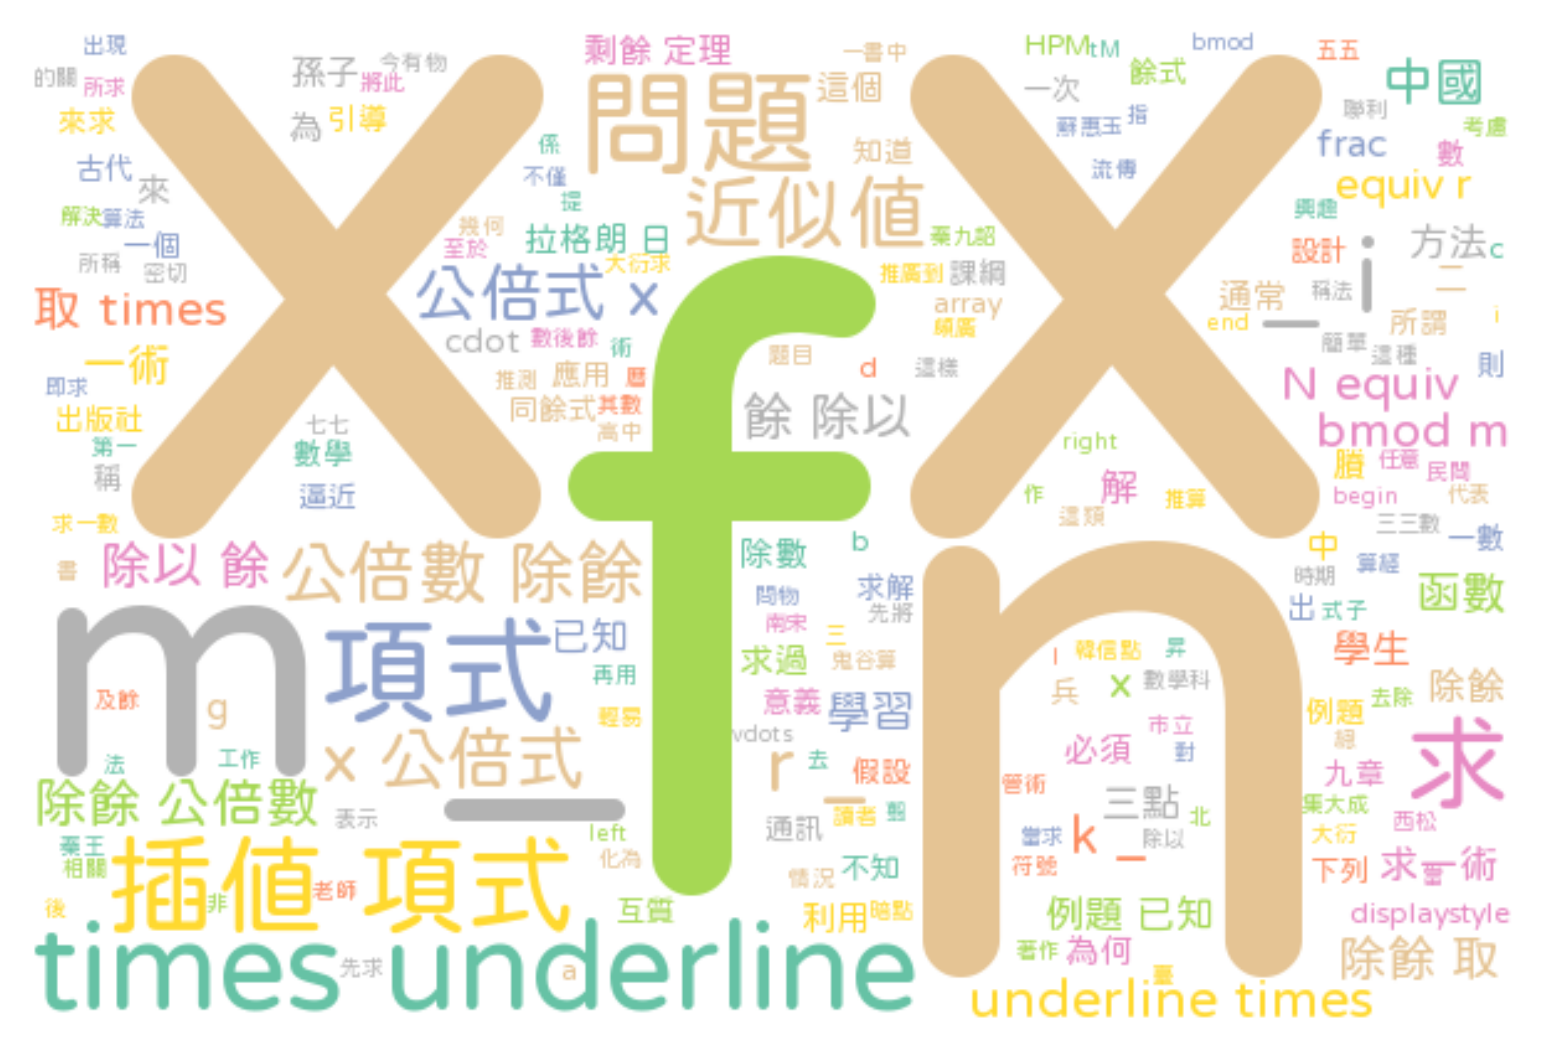 出現
的關
所求
來求
古代
來
解決
算法
一個
所稱
密切
取 times
一術
即求
出版社
第一
稱
求一數
書
x
孫子
今有物
將此
為
引導
係
不僅
提
幾何
至於
拉格朗 日
大衍求
公倍式 x
cdot
數後餘
術
推測
應用
曆
同餘式
其數
高中
七七
數學
逼近
剩餘 定理
問題
一書中
這個
知道
近似值
秦九韶
推廣到
課綱
array
題目
d
這樣
餘 除以
f
x
HPM
tM
bmod
五五
一次
餘式
中國
聯利
蘇惠玉
指
考慮
frac
數
流傳
equiv r
興趣
設計
_i
方法
c
二
通常
稱法
end
所謂
i
簡單
這種
則
N equiv
bmod m
right
任意
民間
begin
代表
解
作
推算
這類
三三數
一數
中
算經
時期
函數
出
式子
學生
除以 餘
公倍數 除餘
m
_
及餘
g
法
工作
項式
已知
再用
輕易
x 公倍式
除餘 公倍數
表示
left
化為
秦王
相關
插值 項式
非
老師
後
互質
times underline
先求
a
除數
b
問物
求解
先將
南宋
三
求過
鬼谷算
意義
學習
vdots
r_
去
假設
通訊
讀者
情況
不知
利用
暗點
n
l
韓信點
昇
兵
x
數學科
市立
必須
對
管術
三點
北
當求
k_
除以
符號
例題 已知
著作
為何
臺
underline times
除餘
例題
去除
求
九章
集大成
西松
大衍
下列
求一術
displaystyle
除餘 取